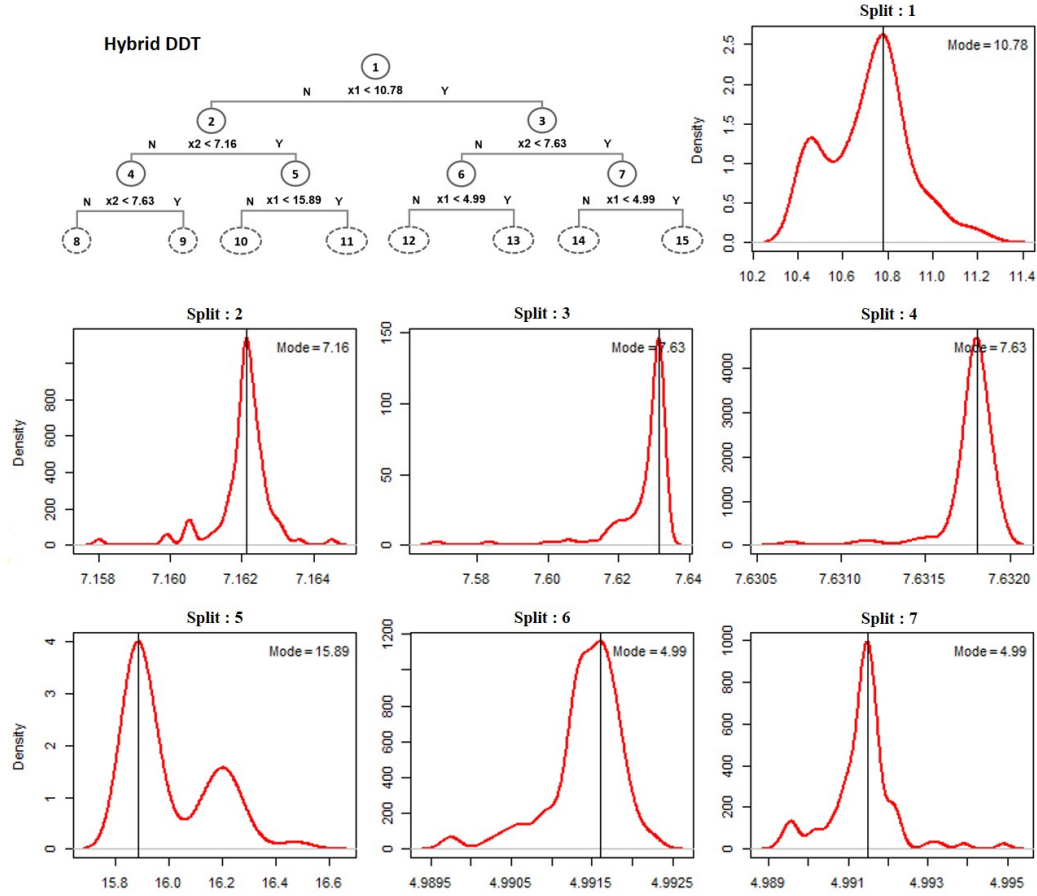 Split : 1
Hybrid DDT
Mode = 10.78
1
N x1 < 10.78 Y
2 3
N x2 < 7.16 Y N x2 < 7.63 Y
4 5 6 7
N x2 < 7.63 Y N x1 < 15.89 Y N x1 < 4.99 Y N x1 < 4.99 Y
8 9 10 11 12 13 14 15
Density
2.5
2.0
1.5
1.0
0.5
0.0
10.2 10.4 10.6 10.8 11.0 11.2 11.4
Split : 2
Mode = 7.16
Density
800
600
400
200
0
7.158 7.160 7.162 7.164
Split : 3
Mode = 7.63
150
100
50
0
7.58 7.60 7.62 7.64
Split : 4
Mode = 7.63
4000
3000
2000
1000
0
7.6305 7.6310 7.6315 7.6320
Split : 5
Mode = 15.89
Density
4
3
2
1
0
15.8 16.0 16.2 16.4 16.6
Split : 6
Mode = 4.99
1200
1000
800
600
400
200
0
4.9895 4.9905 4.9915 4.9925
Split : 7
Mode = 4.99
1000
800
600
400
200
0
4.989 4.991 4.993 4.995